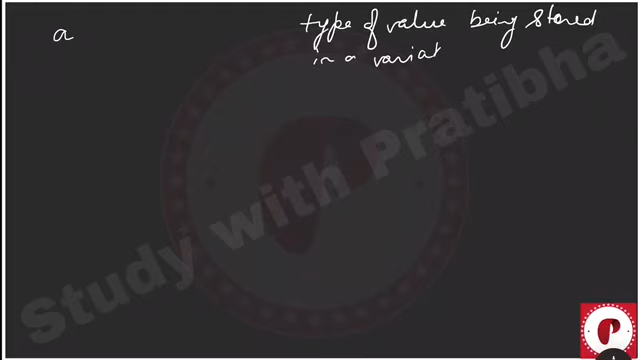 a
type of value being stored
in a variat
Study with Pratibha
P